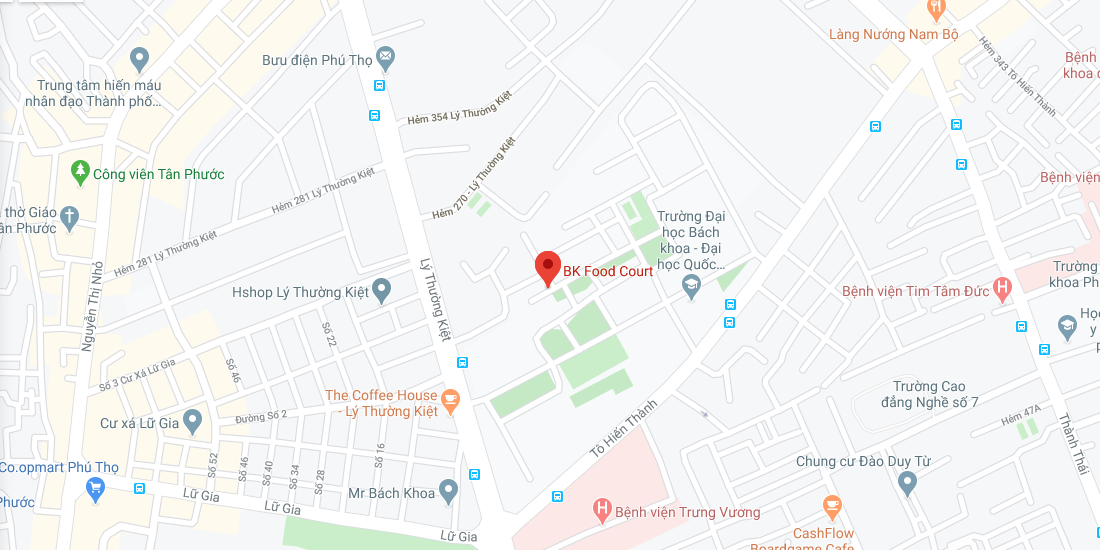 Làng Nướng Nam Bộ
Bưu điện Phú Thọ
Hẻm 343 Tô Hiến Thành
Bệnh
khoa
Trung tâm hiến máu
nhân đạo Thành phố...
Hẻm 354 Lý Thường Kiệt
Công viên Tân Phước
Hẻm 281 Lý Thường Kiệt
Hẻm 270 - Lý Thường Kiệt
Bệnh viện
thờ Giáo
ân Phước
Trường Đại
học Bách
khoa - Đại
học Quốc...
Hẻm 281 Lý Thường Kiệt
BK Food Court
Trường
khoa Ph
Nguyễn Thị Nhỏ
Lý Thường Kiệt
Hshop Lý Thường Kiệt
Bệnh viện Tim Tâm Đức
H
H
Học
y
p
Số 22
Số 3 Cư Xá Lữ Gia
Số 46
The Coffee House
- Lý Thường Kiệt
Trường Cao
đẳng Nghề số 7
Đường Số 2
Cư xá Lữ Gia
Tô Hiến Thành
Hẻm 47A
Thành Thái
Số 52
Số 46
Số 40
Số 34
Số 28
Số 16
Co.opmart Phú Thọ
Phước
Chung cư Đào Duy Từ
Lữ Gia
Lữ Gia
Lữ Gia
Mr Bách Khoa
Bệnh viện Trưng Vương
CashFlow
Boardgame Cafe